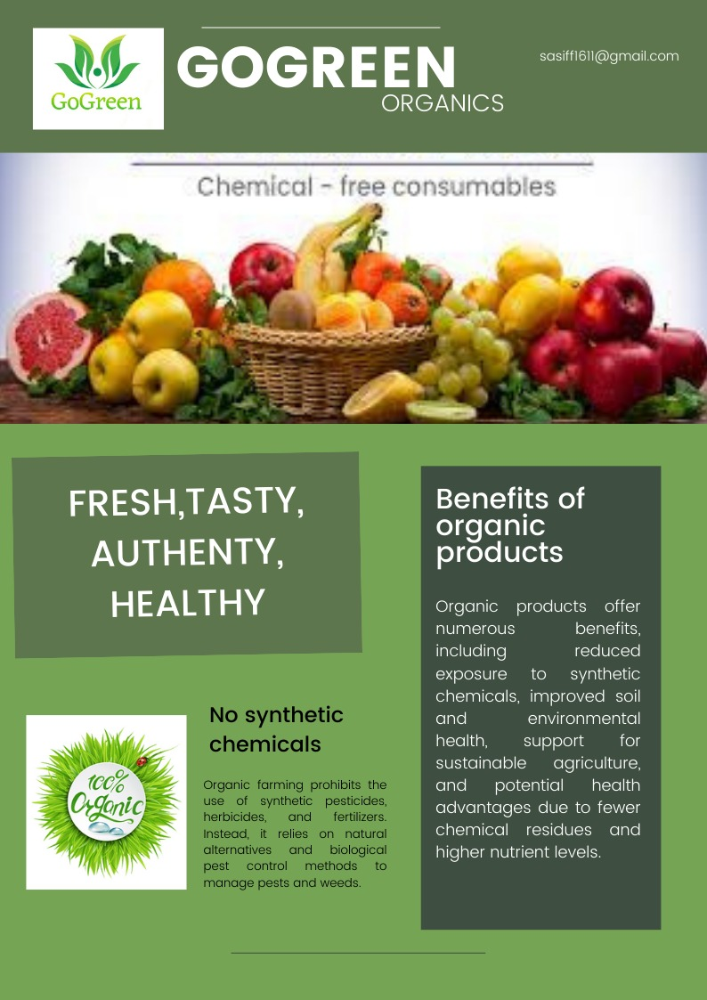 GoGreen
GOGREEN
ORGANICS
sasiff1611@gmail.com
Chemical - free consumables
FRESH,TASTY,
AUTHENTY,
HEALTHY
No synthetic
chemicals
100%
Organic
Organic farming prohibits the
use of synthetic pesticides,
herbicides, and fertilizers.
Instead, it relies on natural
alternatives and biological
pest control methods to
manage pests and weeds.
Benefits of
organic
products
Organic products offer
numerous benefits,
including reduced
exposure to synthetic
chemicals, improved soil
and environmental
health, support for
sustainable agriculture,
and potential health
advantages due to fewer
chemical residues and
higher nutrient levels.